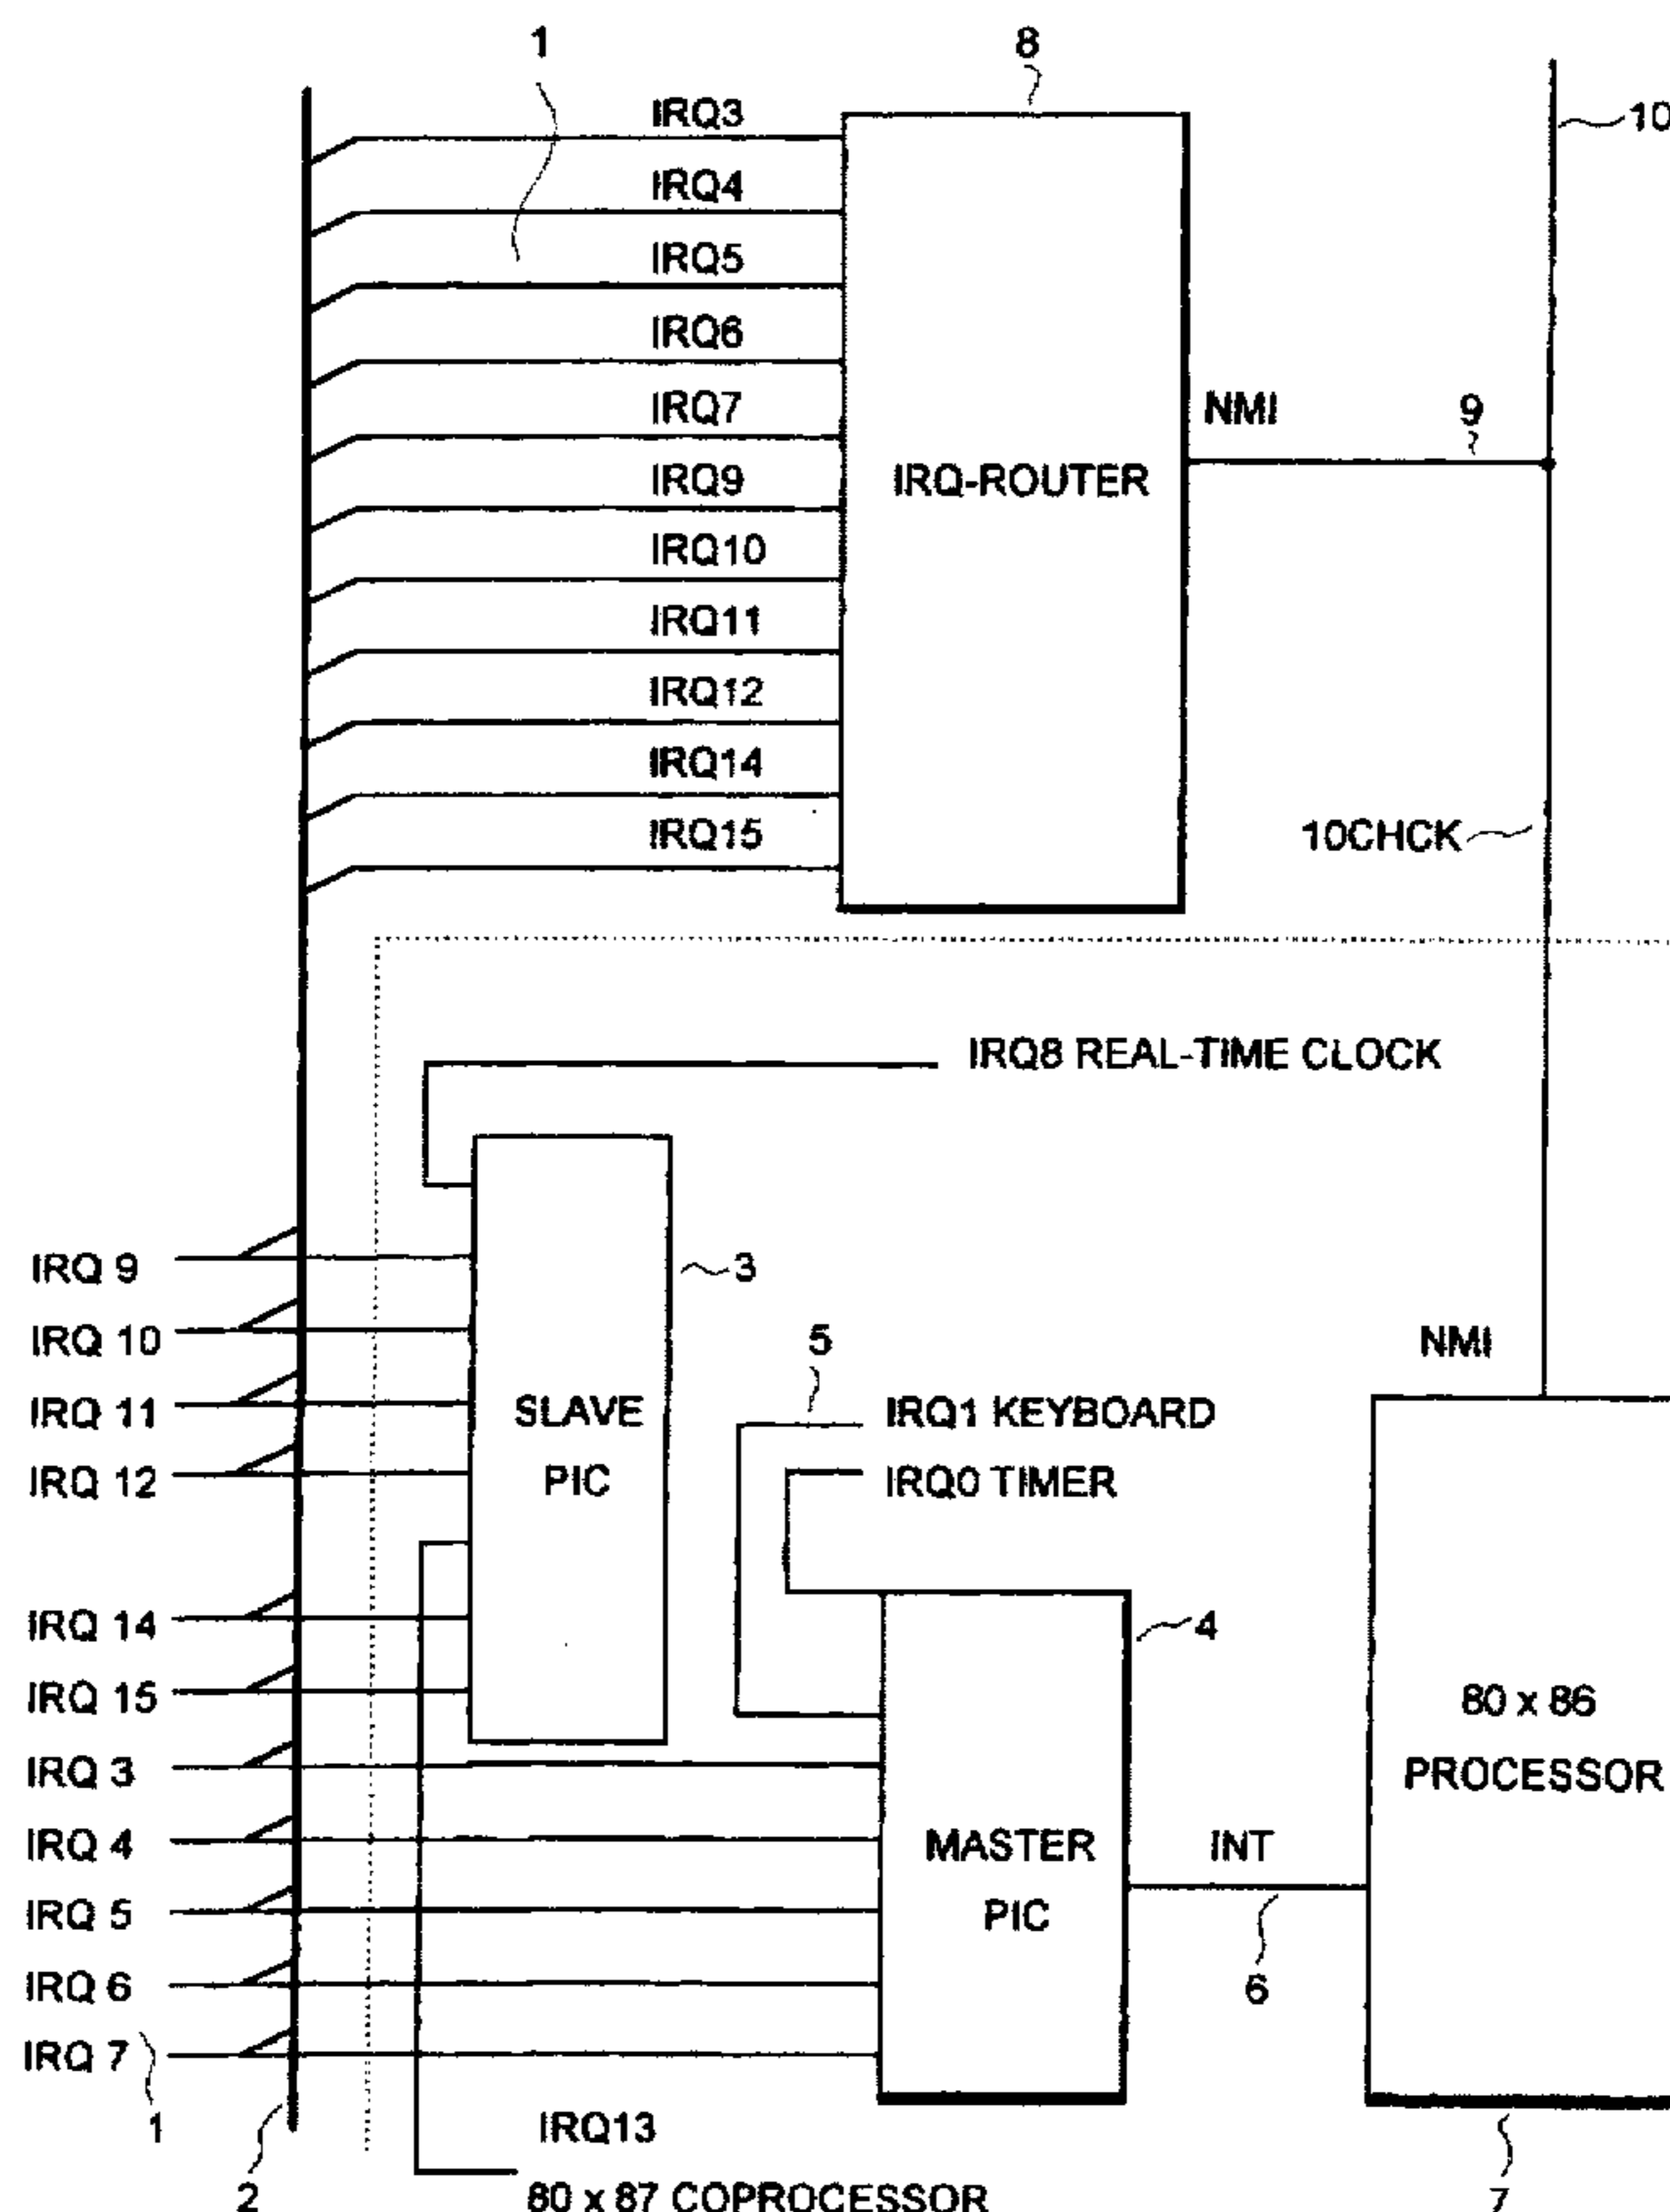 1
8
10
IRQ3
IRQ4
IRQ5
IRQ6
IRQ7
IRQ9
IRQ10
IRQ11
IRQ12
IRQ14
IRQ15
IRQ-ROUTER
NMI
9
10CHCK
IRQ8 REAL-TIME CLOCK
IRQ 9
IRQ 10
IRQ 11
IRQ 12
IRQ 14
IRQ 15
IRQ 3
IRQ 4
IRQ 5
IRQ 6
IRQ 7
3
SLAVE
PIC
5
IRQ1 KEYBOARD
IRQ0 TIMER
4
MASTER
PIC
INT
6
NMI
80 x 86
PROCESSOR
1
2
IRQ13
80 x 87 COPROCESSOR
7